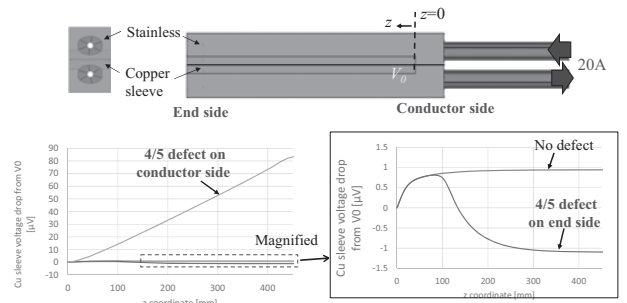 Stainless
Copper
sleeve
z
z=0
V0
20A
End side
Conductor side
Cu sleeve voltage drop from V0
[μV]
90
80
70
60
50
40
30
20
10
0
-10
4/5 defect on
conductor side
Magnified
0
100
200
300
400
z coordinate [mm]
Cu sleeve voltage drop
from V0 [μV]
1.5
1
0.5
0
-0.5
-1
-1.5
No defect
4/5 defect
on end side
0
100
200
300
400
z coordinate [mm]